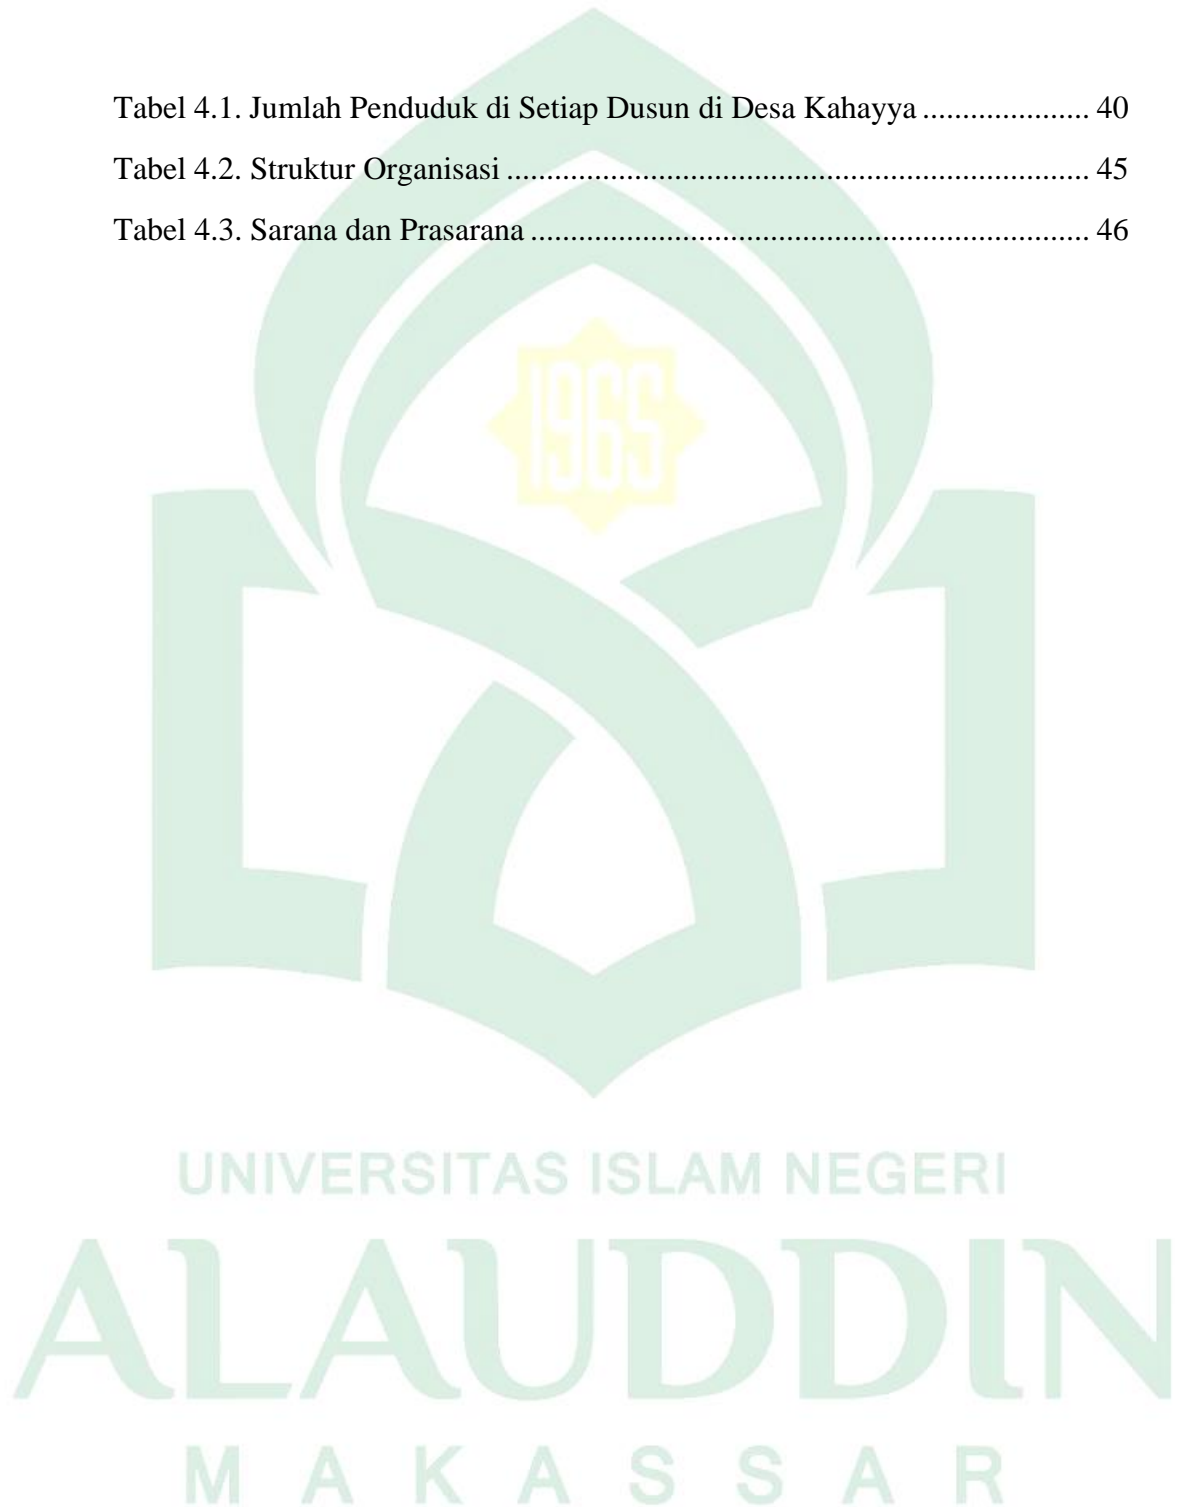 Tabel 4.1. Jumlah Penduduk di Setiap Dusun di Desa Kahayya ..................... 40
Tabel 4.2. Struktur Organisasi .......................................................................... 45
Tabel 4.3. Sarana dan Prasarana ....................................................................... 46
1965
UNIVERSITAS ISLAM NEGERI
ALAUDDIN
MAKASSAR